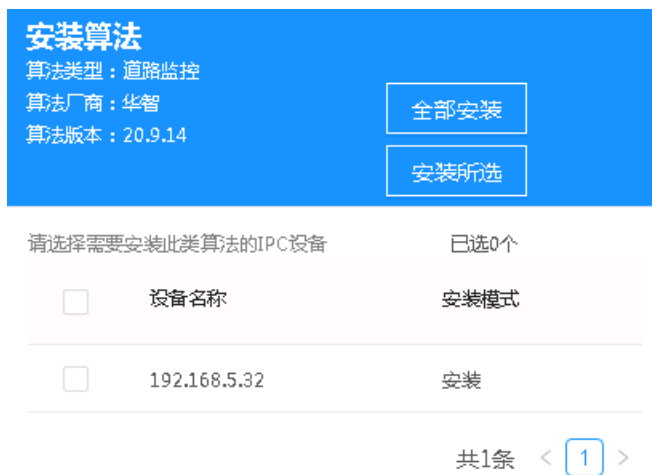 安装算法
算法类型：道路监控
算法厂商：华智
算法版本：20.9.14
全部安装
安装所选
请选择需要安装此类算法的IPC设备 已选0个
设备名称 安装模式
192.168.5.32 安装
共1条 < 1 >